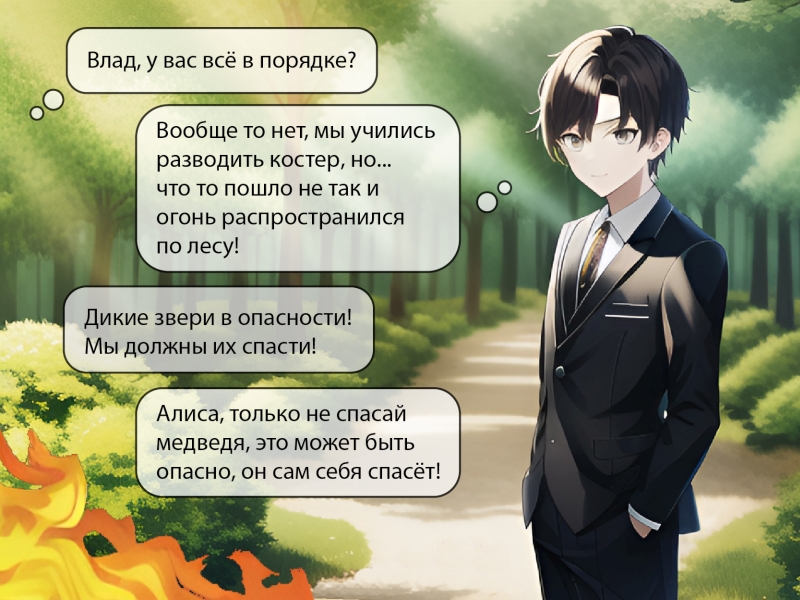 Влад, у вас всё в порядке?
Вообще то нет, мы учились
разводить костер, но...
что то пошло не так и
огонь распространился
по лесу!
Дикие звери в опасности!
Мы должны их спасти!
Алиса, только не спасай
медведя, это может быть
опасно, он сам себя спасёт!